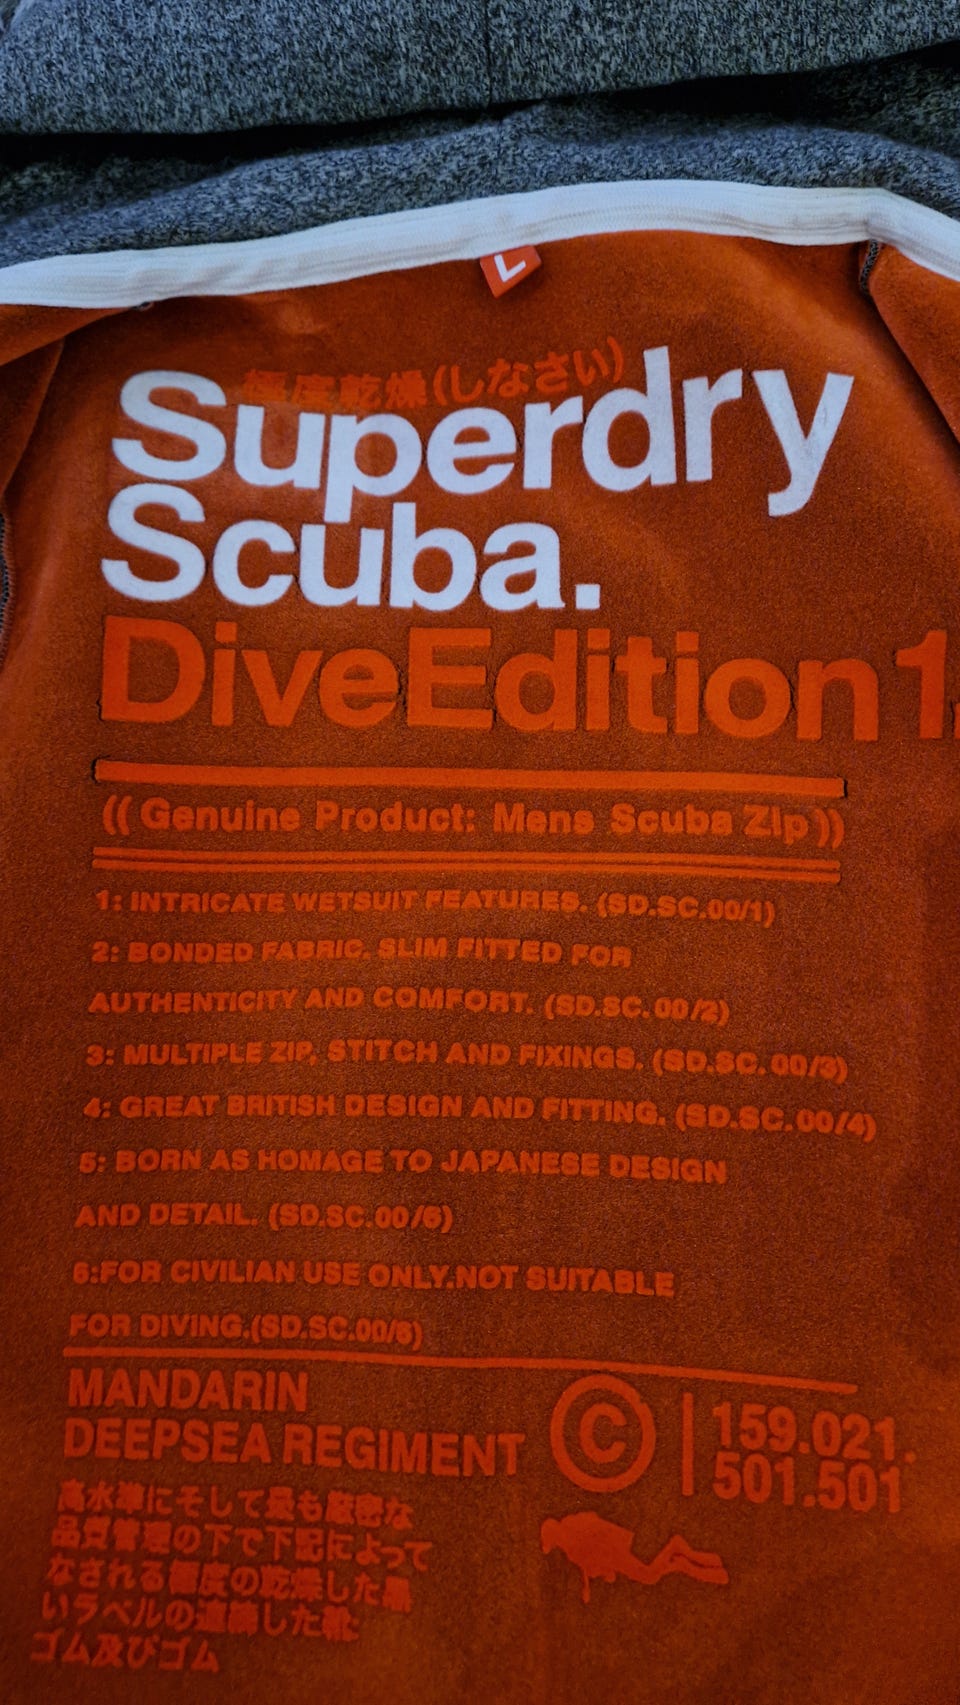 L
極度乾燥(しなさい)
Superdry
Scuba.
DiveEdition1
((Genuine Product: Mens Scuba Zip))
1: INTRICATE WETSUIT FEATURES. (SD.SC.00/1)
2: BONDED FABRIC. SLIM FITTED FOR
AUTHENTICITY AND COMFORT. (SD.SC.00/2)
3: MULTIPLE ZIP, STITCH AND FIXINGS. (SD.SC.00/3)
4: GREAT BRITISH DESIGN AND FITTING. (SD.SC.00/4)
5: BORN AS HOMAGE TO JAPANESE DESIGN
AND DETAIL. (SD.SC.00/5)
6:FOR CIVILIAN USE ONLY.NOT SUITABLE
FOR DIVING.(SD.SC.00/6)
MANDARIN
DEEPSEA REGIMENT
© 159.021.
501.501
高水準にそして最も厳密な
品質管理の下で下記によって
なされる極度の乾燥した黒
いラベルの連鎖した靴:
ゴム及びゴム